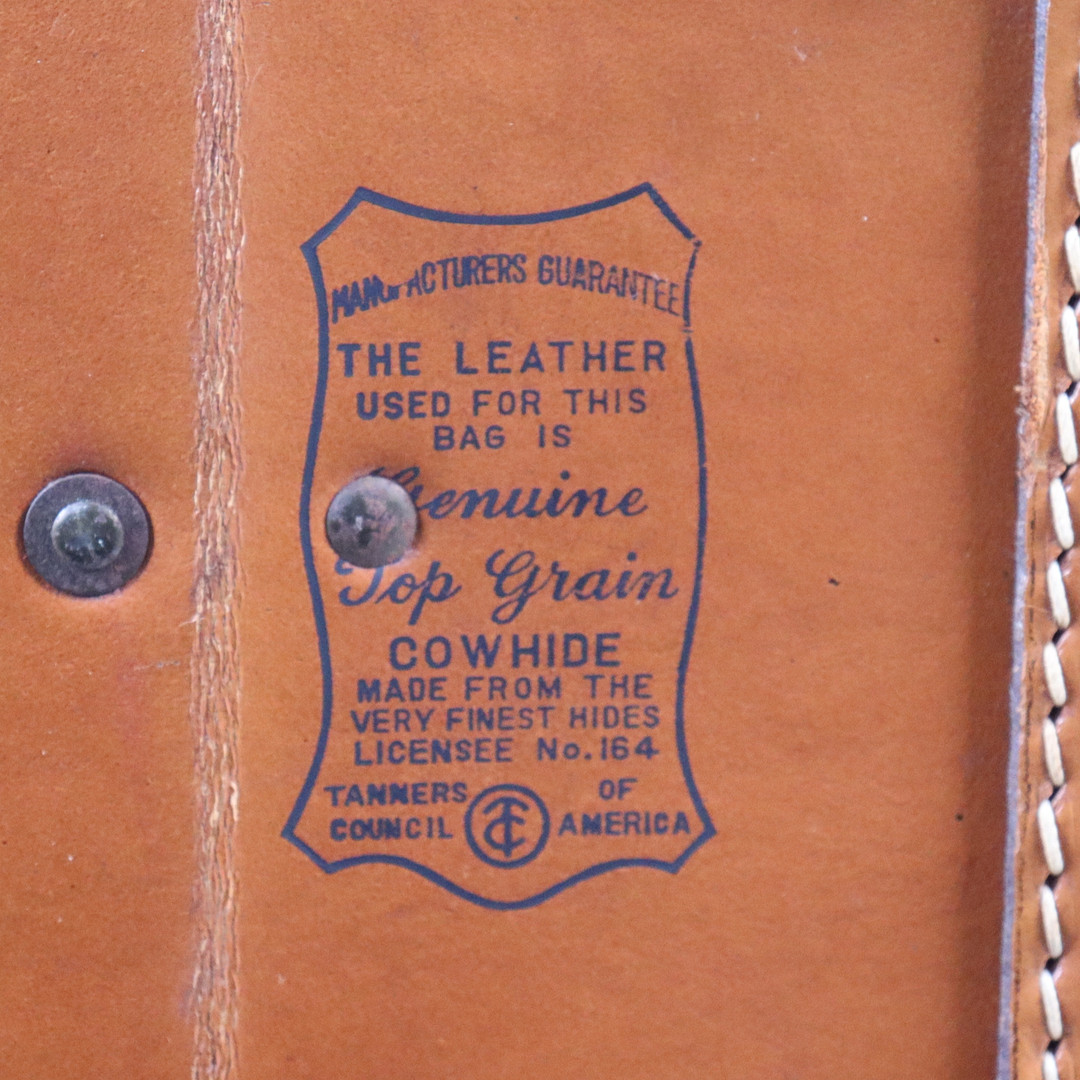 MANUFACTURERS GUARANTEE
THE LEATHER
USED FOR THIS
BAG IS
Genuine
Top Grain
COWHIDE
MADE FROM THE
VERY FINEST HIDES
LICENSEE No. 164
TANNERS COUNCIL TC OF AMERICA